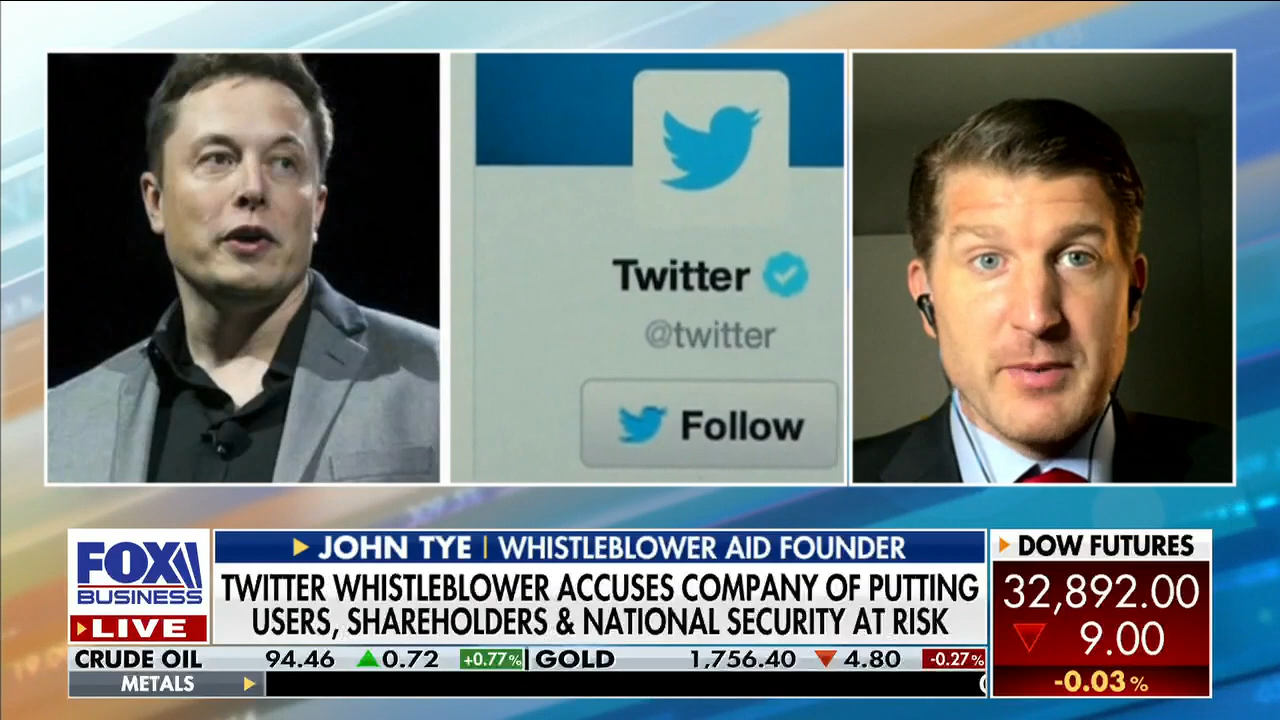 Twitter
@twitter
Follow
JOHN TYE | WHISTLEBLOWER AID FOUNDER
TWITTER WHISTLEBLOWER ACCUSES COMPANY OF PUTTING
USERS, SHAREHOLDERS & NATIONAL SECURITY AT RISK
FOX
BUSINESS
LIVE
DOW FUTURES
32,892.00
9.00
-0.03%
CRUDE OIL 94.46 0.72 +0.77% GOLD 1,756.40 4.80 -0.27%
METALS